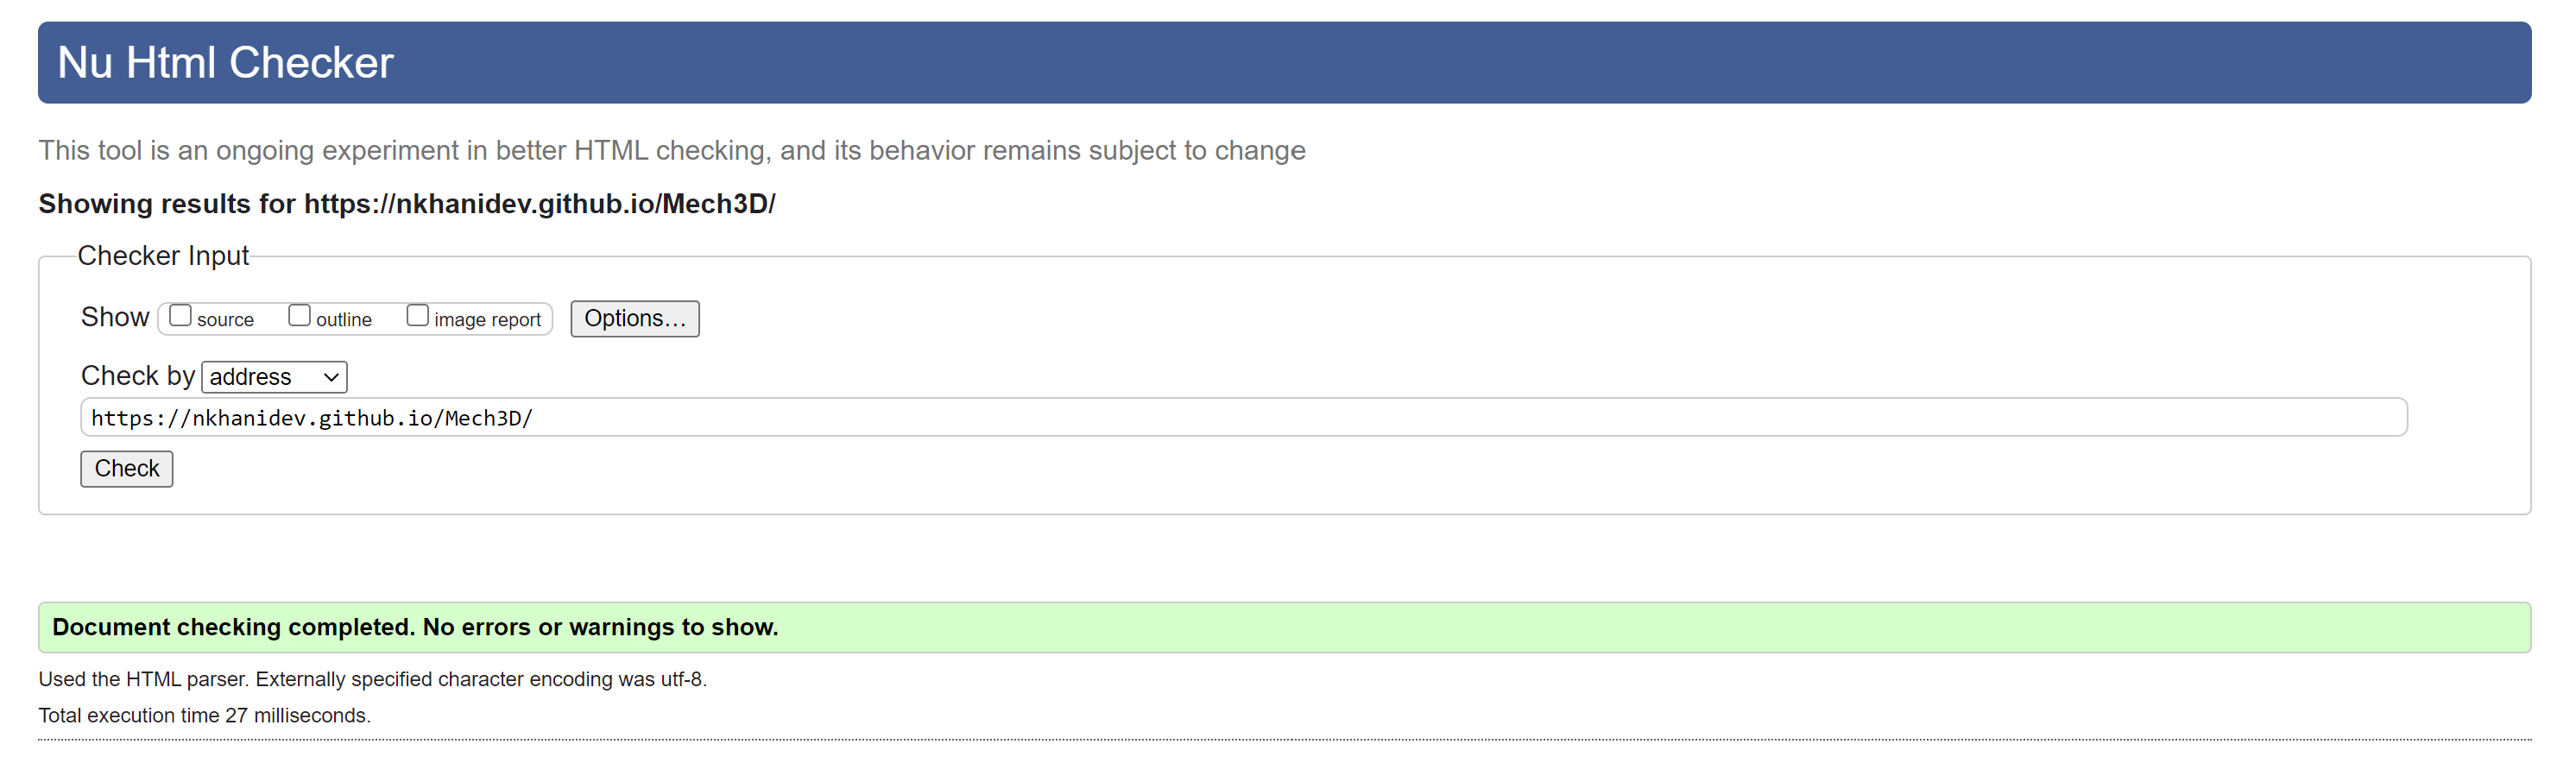 Nu Html Checker
This tool is an ongoing experiment in better HTML checking, and its behavior remains subject to change
Showing results for https://nkhanidev.github.io/Mech3D/
Checker Input
Show source outline image report Options...
Check by address
https://nkhanidev.github.io/Mech3D/
Check
Document checking completed. No errors or warnings to show.
Used the HTML parser. Externally specified character encoding was utf-8.
Total execution time 27 milliseconds.